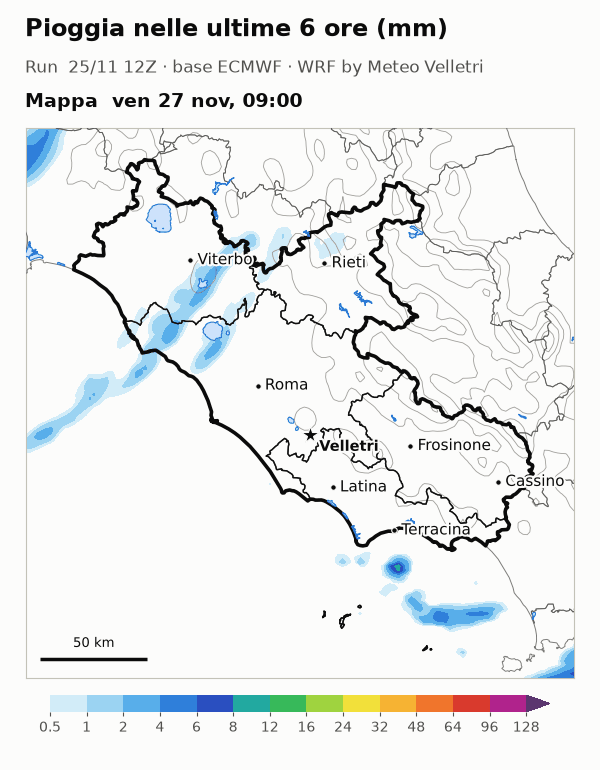 Pioggia nelle ultime 6 ore (mm)
Run  25/11 12Z · base ECMWF · WRF by Meteo Velletri
Mappa  ven 27 nov, 09:00
Viterbo
Rieti
Roma
Velletri
Frosinone
Latina
Cassino
Terracina
50 km
0.5 1 2 4 6 8 12 16 24 32 48 64 96 128